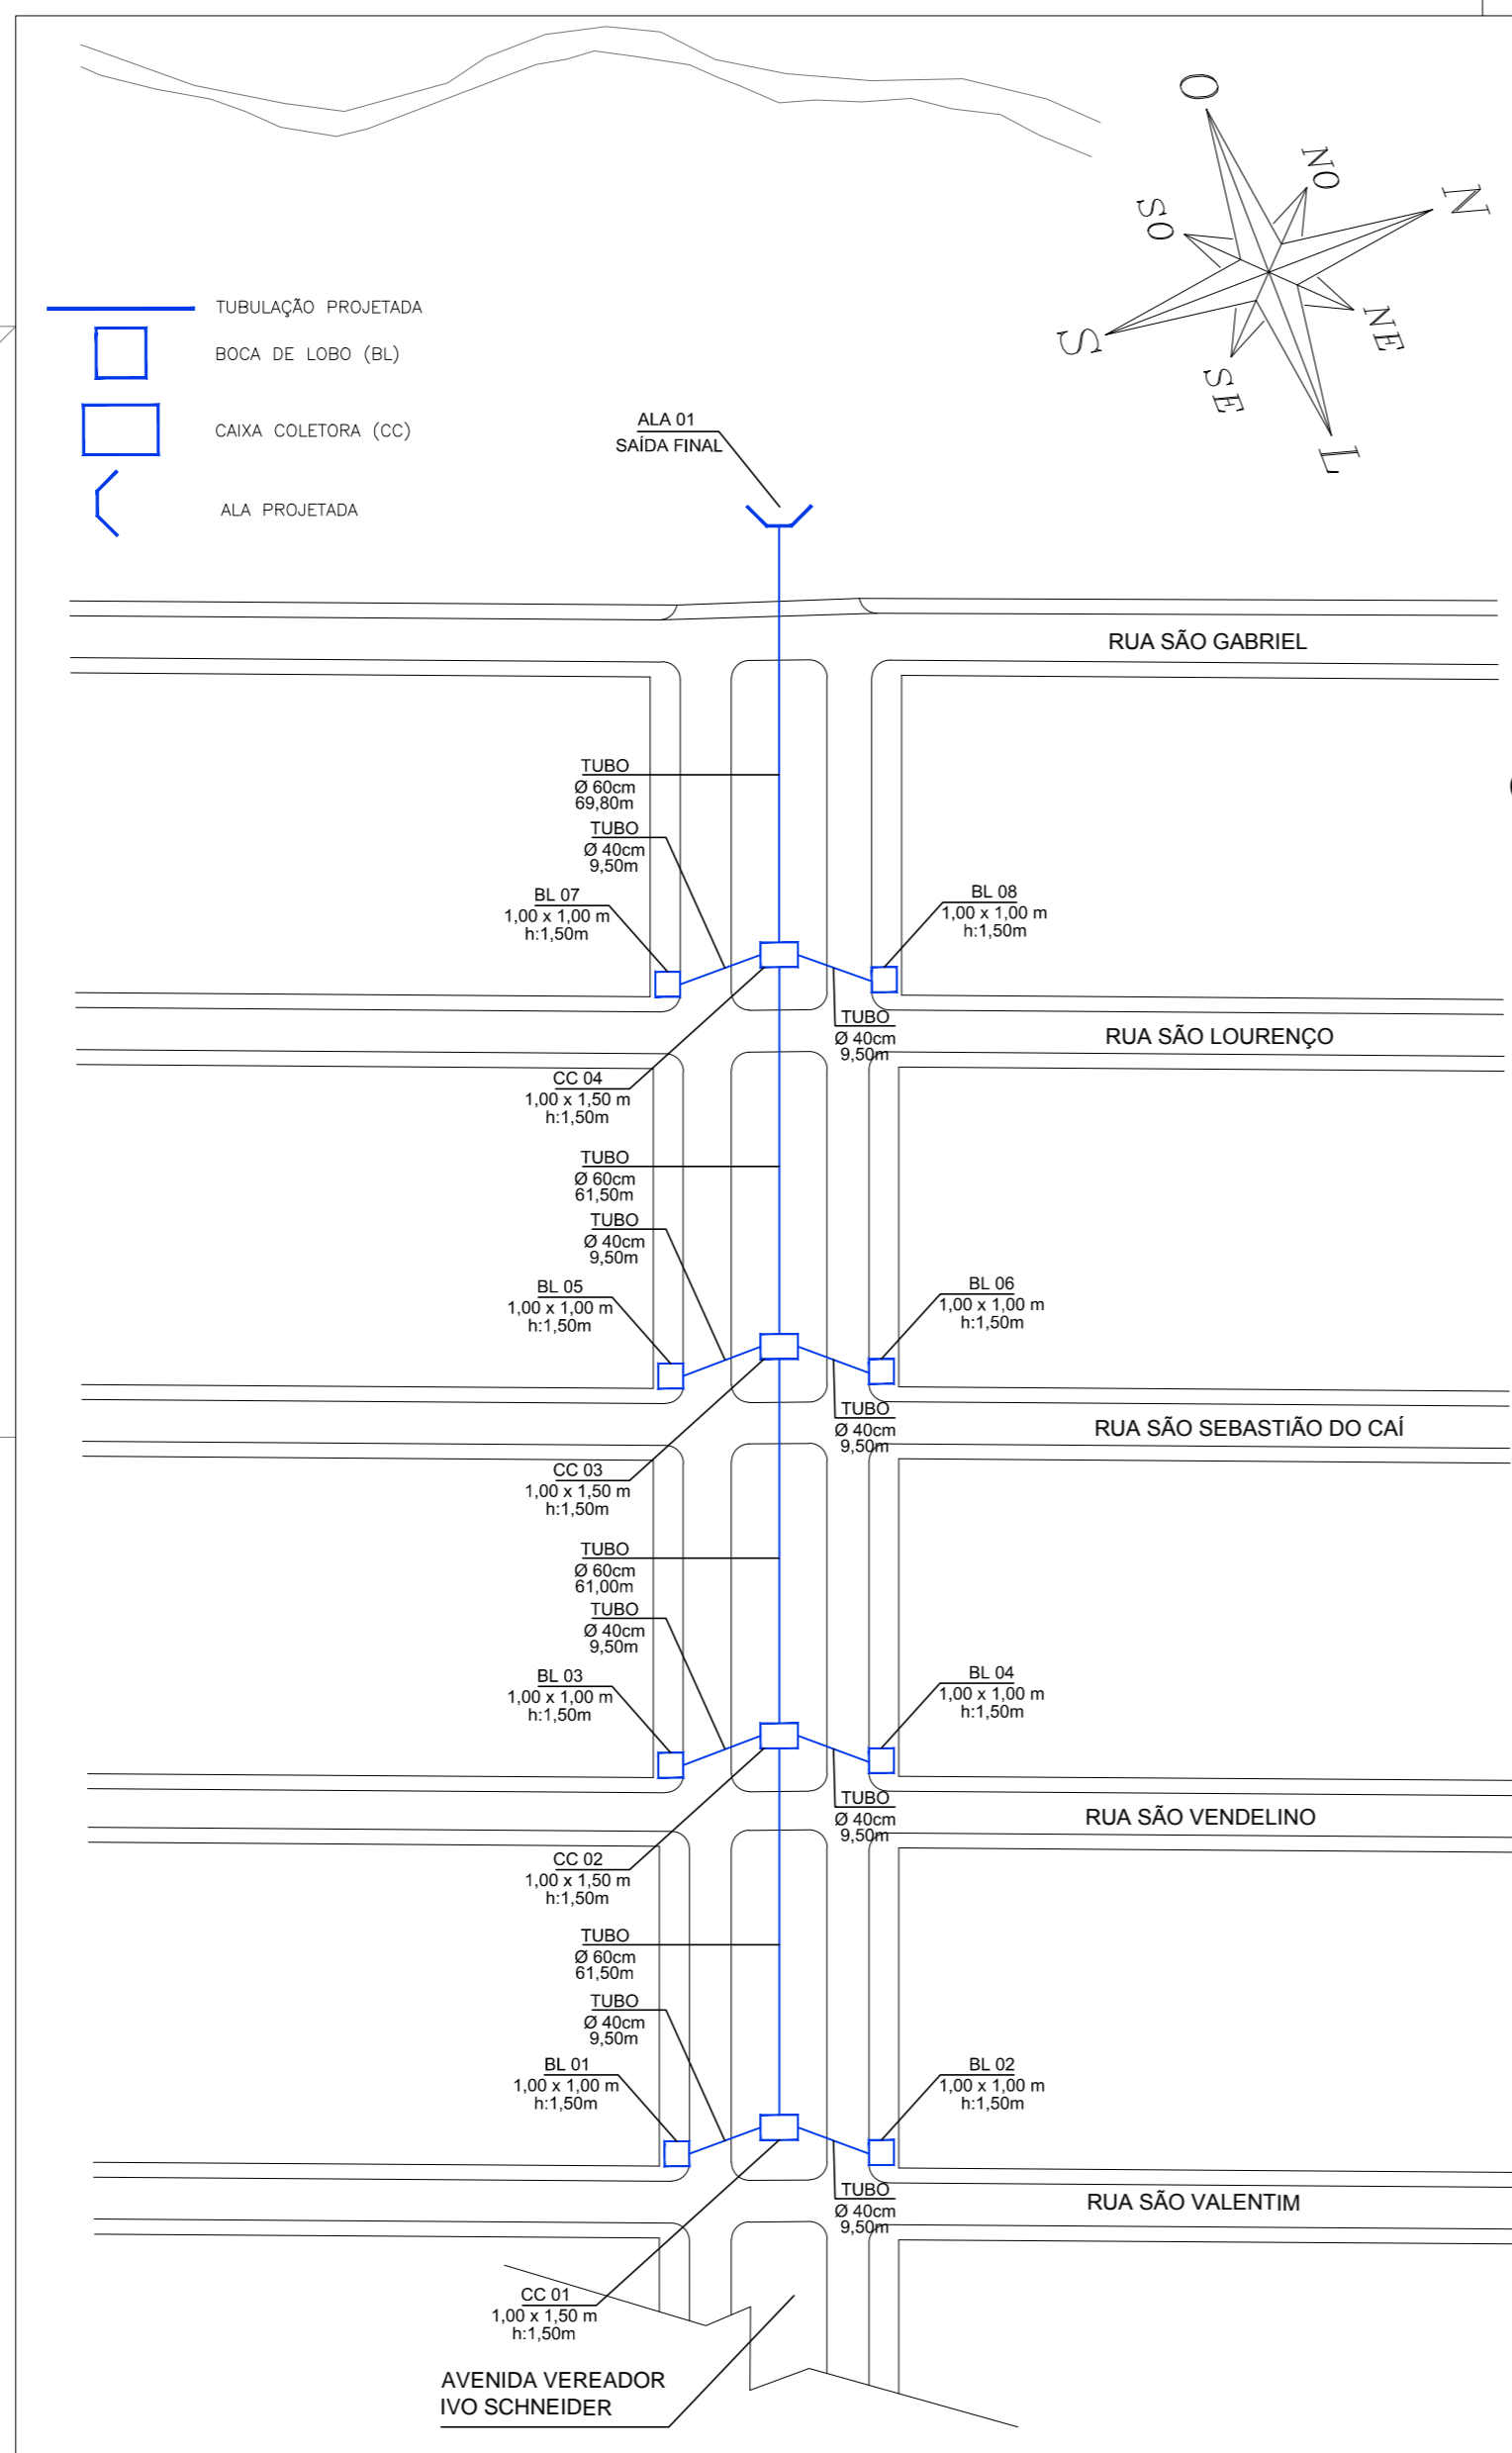 O
NO
N
SO
NE
S
SE
L
TUBULAÇÃO PROJETADA
BOCA DE LOBO (BL)
CAIXA COLETORA (CC)
ALA PROJETADA
ALA 01
SAÍDA FINAL
RUA SÃO GABRIEL
TUBO
Ø 60cm
69,80m
TUBO
Ø 40cm
9,50m
BL 07
1,00 x 1,00 m
h:1,50m
BL 08
1,00 x 1,00 m
h:1,50m
TUBO
Ø 40cm
9,50m
RUA SÃO LOURENÇO
CC 04
1,00 x 1,50 m
h:1,50m
TUBO
Ø 60cm
61,50m
TUBO
Ø 40cm
9,50m
BL 05
1,00 x 1,00 m
h:1,50m
BL 06
1,00 x 1,00 m
h:1,50m
TUBO
Ø 40cm
9,50m
RUA SÃO SEBASTIÃO DO CAÍ
CC 03
1,00 x 1,50 m
h:1,50m
TUBO
Ø 60cm
61,00m
TUBO
Ø 40cm
9,50m
BL 03
1,00 x 1,00 m
h:1,50m
BL 04
1,00 x 1,00 m
h:1,50m
TUBO
Ø 40cm
9,50m
RUA SÃO VENDELINO
CC 02
1,00 x 1,50 m
h:1,50m
TUBO
Ø 60cm
61,50m
TUBO
Ø 40cm
9,50m
BL 01
1,00 x 1,00 m
h:1,50m
BL 02
1,00 x 1,00 m
h:1,50m
TUBO
Ø 40cm
9,50m
RUA SÃO VALENTIM
CC 01
1,00 x 1,50 m
h:1,50m
AVENIDA VEREADOR
IVO SCHNEIDER